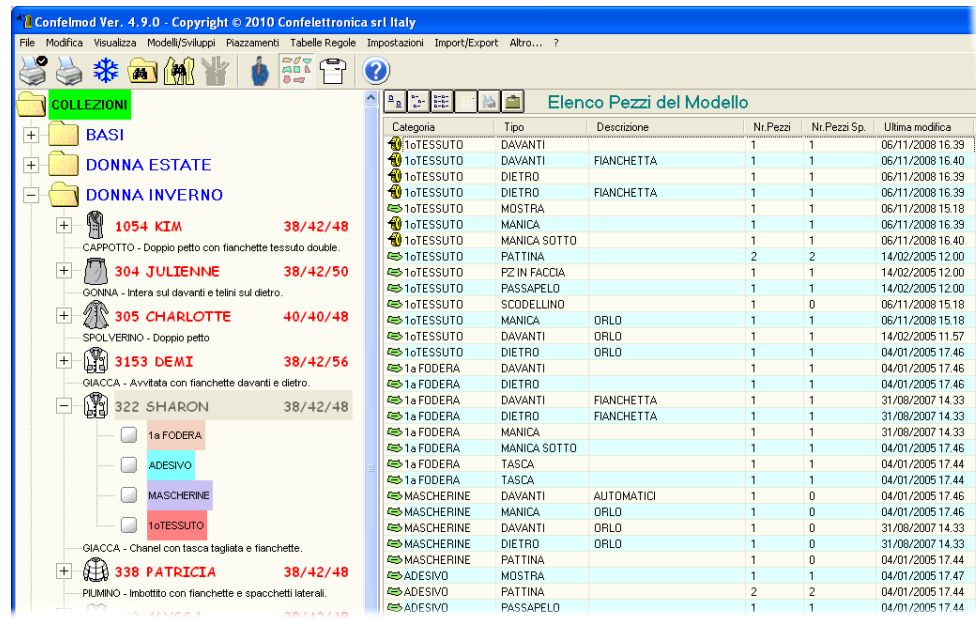 Confelmod Ver. 4.9.0 - Copyright © 2010 Confelettronica srl Italy
File Modifica Visualizza Modelli/Sviluppi Piazzamenti Tabelle Regole Impostazioni Import/Export Altro... ?
COLLEZIONI
BASI
DONNA ESTATE
DONNA INVERNO
1054 KIM 38/42/48
CAPPOTTO - Doppio petto con fianchette tessuto double.
304 JULIENNE 38/42/50
GONNA - Intera sul davanti e telini sul dietro.
305 CHARLOTTE 40/40/48
SPOLVERINO - Doppio petto
3153 DEMI 38/42/56
GIACCA - Avvitata con fianchette davanti e dietro.
322 SHARON 38/42/48
1a FODERA
ADESIVO
MASCHERINE
1oTESSUTO
GIACCA - Chanel con tasca tagliata e fianchette.
338 PATRICIA 38/42/48
PIUMINO - Imbottito con fianchette e spacchetti laterali.
Elenco Pezzi del Modello
Categoria Tipo Descrizione Nr.Pezzi Nr.Pezzi Sp. Ultima modifica
1oTESSUTO DAVANTI 1 1 06/11/2008 16.39
1oTESSUTO DAVANTI FIANCHETTA 1 1 06/11/2008 16.40
1oTESSUTO DIETRO 1 1 06/11/2008 16.39
1oTESSUTO DIETRO FIANCHETTA 1 1 06/11/2008 16.39
1oTESSUTO MOSTRA 1 1 06/11/2008 15.18
1oTESSUTO MANICA 1 1 06/11/2008 16.39
1oTESSUTO MANICA SOTTO 1 1 06/11/2008 16.40
1oTESSUTO PATTINA 2 2 14/02/2005 12.00
1oTESSUTO PZ IN FACCIA 1 1 14/02/2005 12.00
1oTESSUTO PASSAPELO 1 1 14/02/2005 12.00
1oTESSUTO SCODELLINO 1 0 06/11/2008 15.18
1oTESSUTO MANICA ORLO 1 1 06/11/2008 15.18
1oTESSUTO DAVANTI ORLO 1 1 14/02/2005 11.57
1oTESSUTO DIETRO ORLO 1 1 04/01/2005 17.46
1a FODERA DAVANTI 1 1 04/01/2005 17.46
1a FODERA DIETRO 1 1 04/01/2005 17.46
1a FODERA DAVANTI FIANCHETTA 1 1 31/08/2007 14.33
1a FODERA DIETRO FIANCHETTA 1 1 31/08/2007 14.33
1a FODERA MANICA 1 1 31/08/2007 14.33
1a FODERA MANICA SOTTO 1 1 04/01/2005 17.46
1a FODERA TASCA 1 1 04/01/2005 17.44
1a FODERA TASCA 1 1 04/01/2005 17.44
MASCHERINE DAVANTI AUTOMATICI 1 0 04/01/2005 17.46
MASCHERINE MANICA ORLO 1 0 04/01/2005 17.46
MASCHERINE DAVANTI ORLO 1 0 31/08/2007 14.33
MASCHERINE DIETRO ORLO 1 0 31/08/2007 14.33
MASCHERINE PATTINA 1 0 04/01/2005 17.44
ADESIVO MOSTRA 1 1 04/01/2005 17.47
ADESIVO PATTINA 2 2 04/01/2005 17.44
ADESIVO PASSAPELO 1 1 04/01/2005 17.44